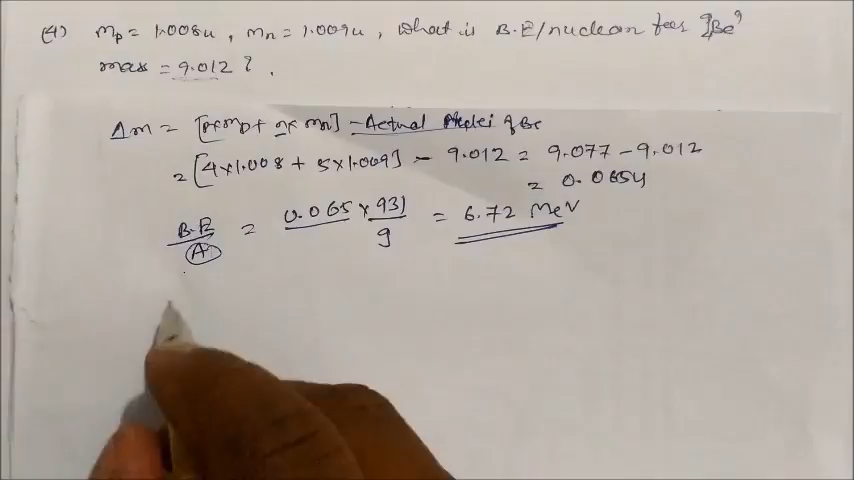 (4) mp = 1.008u, mn = 1.009u, what is B.E/nucleon for ⁹₄Be
mass = 9.012 ? .
Δm = [p×mp + n× mn] - Actual Nuclei of Be
= [4×1.008 + 5×1.009] - 9.012 = 9.077 - 9.012
= 0.065u
B.E/A = 0.065 × 931/9 = 6.72 MeV